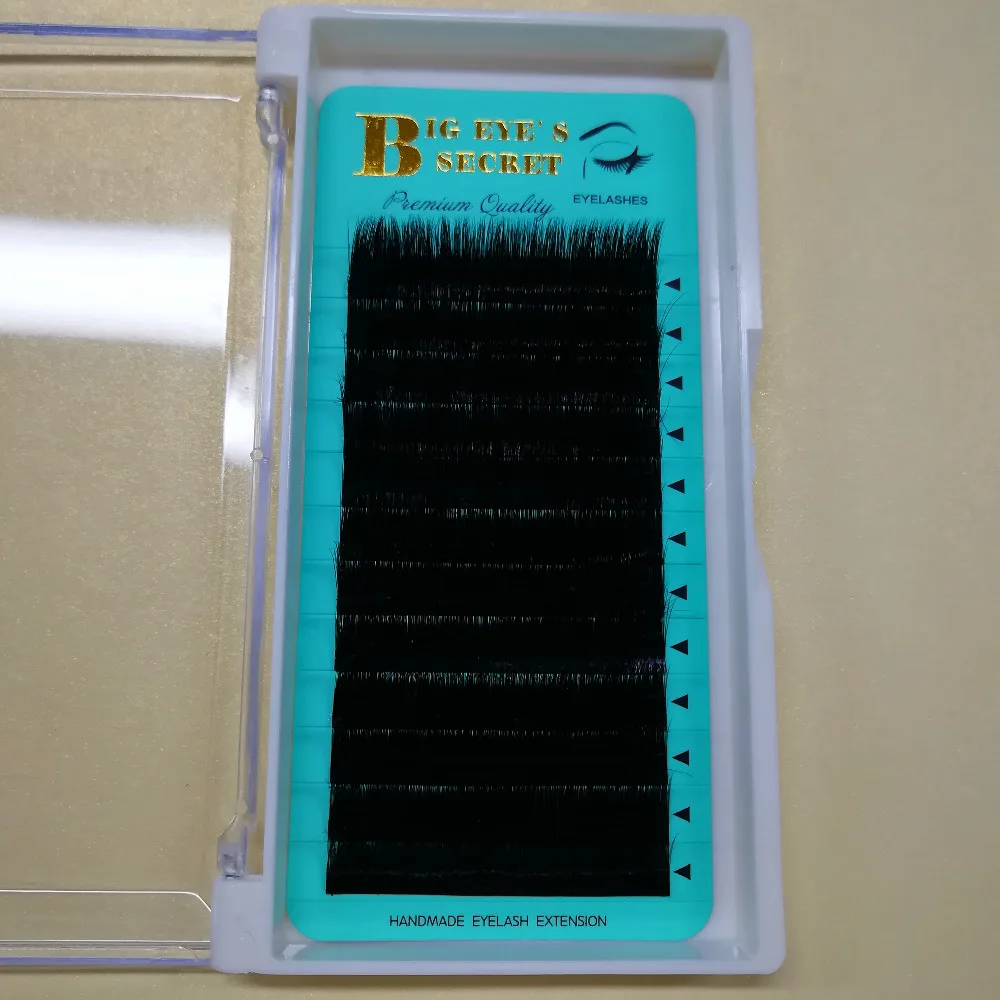 BIG EYE'S
SECRET
EYELASHES
Premium Quality
HANDMADE EYELASH EXTENSION